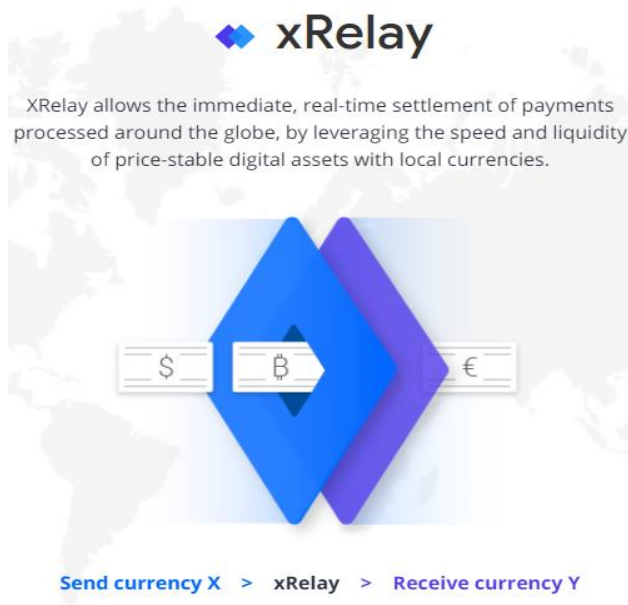 xRelay
XRelay allows the immediate, real-time settlement of payments
processed around the globe, by leveraging the speed and liquidity
of price-stable digital assets with local currencies.
$ ₿ €
Send currency X > xRelay > Receive currency Y